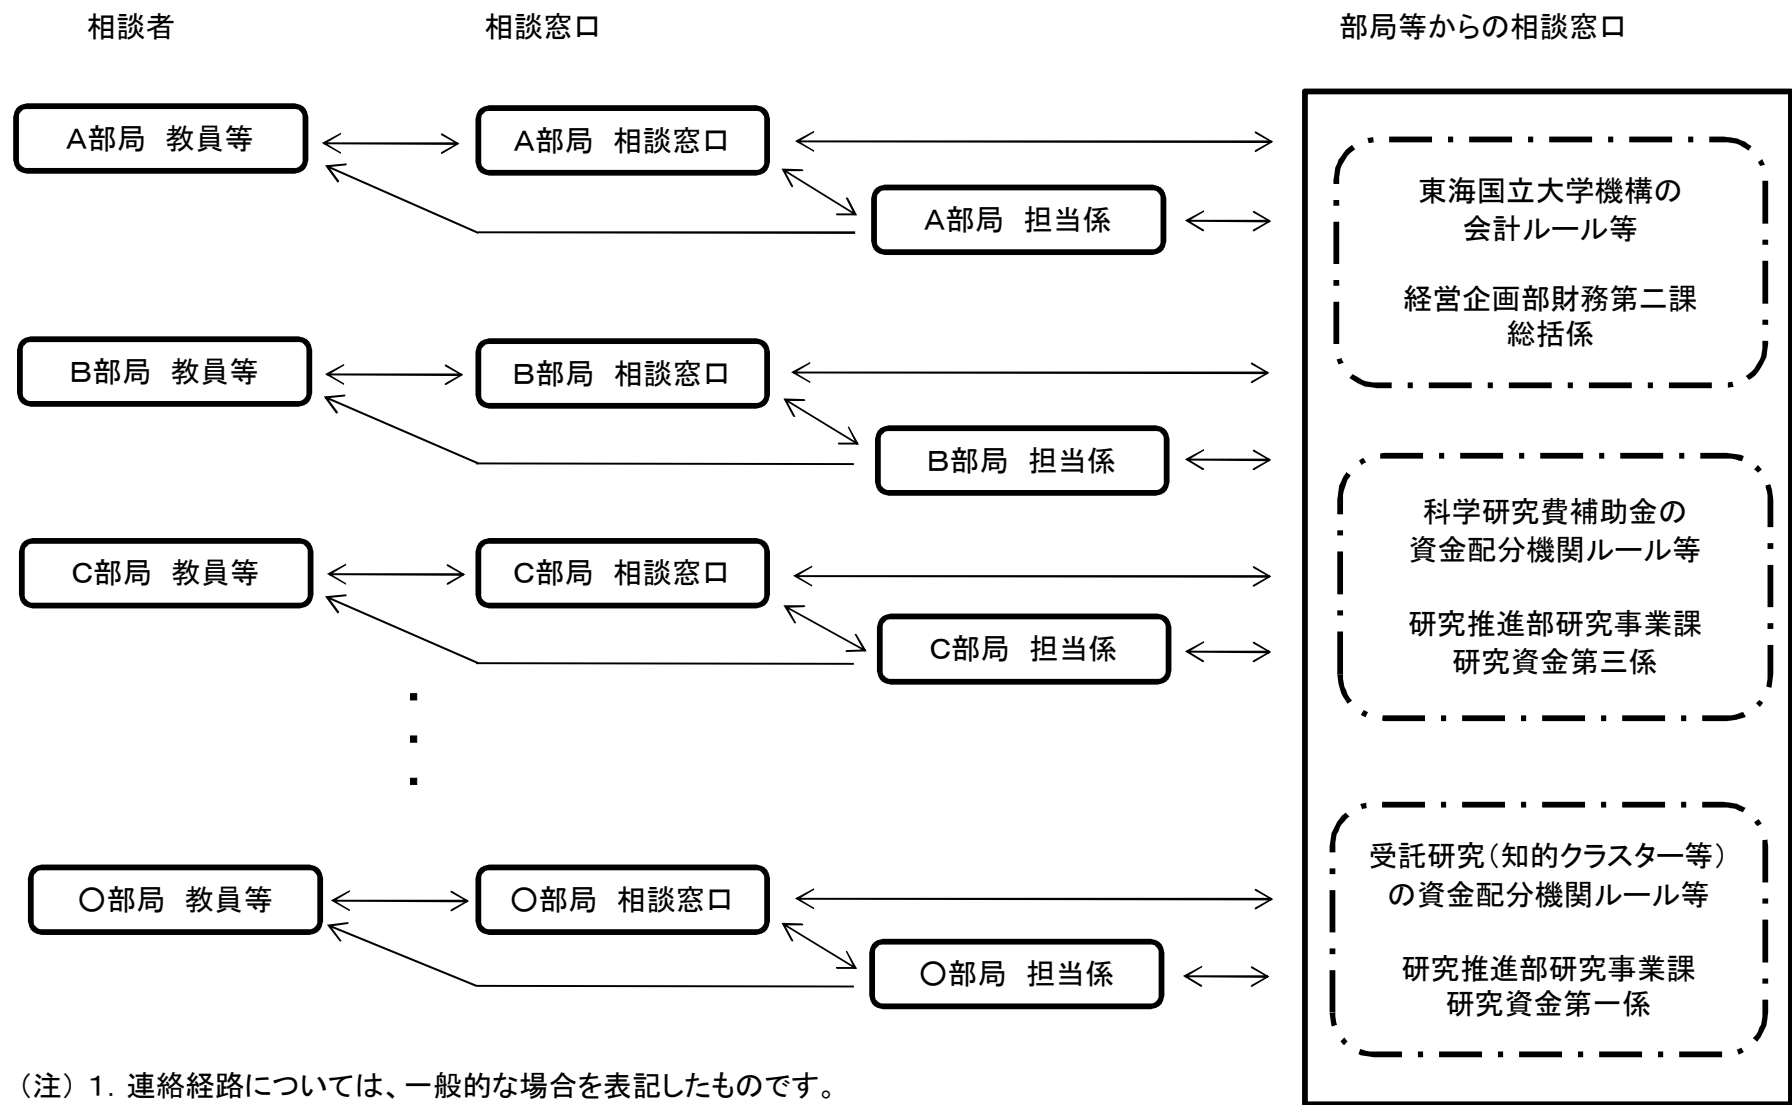 相談者 相談窓口 部局等からの相談窓口
A部局 教員等
A部局 相談窓口
A部局 担当係
B部局 教員等
B部局 相談窓口
B部局 担当係
C部局 教員等
C部局 相談窓口
C部局 担当係
・
・
・
〇部局 教員等
〇部局 相談窓口
〇部局 担当係
東海国立大学機構の
会計ルール等
経営企画部財務第二課
総括係
科学研究費補助金の
資金配分機関ルール等
研究推進部研究事業課
研究資金第三係
受託研究(知的クラスター等)
の資金配分機関ルール等
研究推進部研究事業課
研究資金第一係
(注) 1. 連絡経路については、一般的な場合を表記したものです。